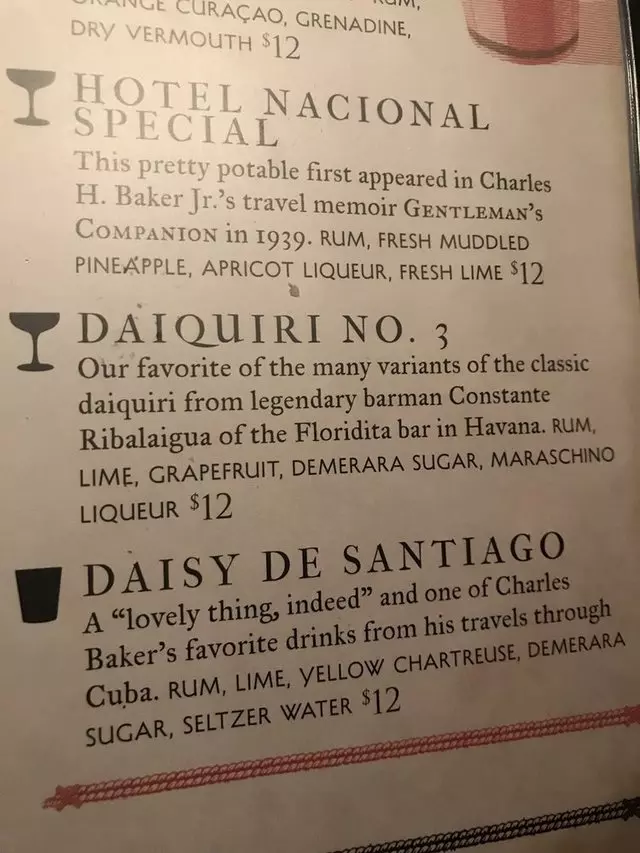 ORANGE CURAÇAO, GRENADINE,
DRY VERMOUTH $12
HOTEL NACIONAL
SPECIAL
This pretty potable first appeared in Charles
H. Baker Jr.'s travel memoir GENTLEMAN'S
COMPANION in 1939. RUM, FRESH MUDDLED
PINEAPPLE, APRICOT LIQUEUR, FRESH LIME $12
DAIQUIRI NO. 3
Our favorite of the many variants of the classic
daiquiri from legendary barman Constante
Ribalaigua of the Floridita bar in Havana. RUM,
LIME, GRAPEFRUIT, DEMERARA SUGAR, MARASCHINO
LIQUEUR $12
DAISY DE SANTIAGO
A “lovely thing, indeed” and one of Charles
Baker's favorite drinks from his travels through
Cuba. RUM, LIME, YELLOW CHARTREUSE, DEMERARA
SUGAR, SELTZER WATER $12